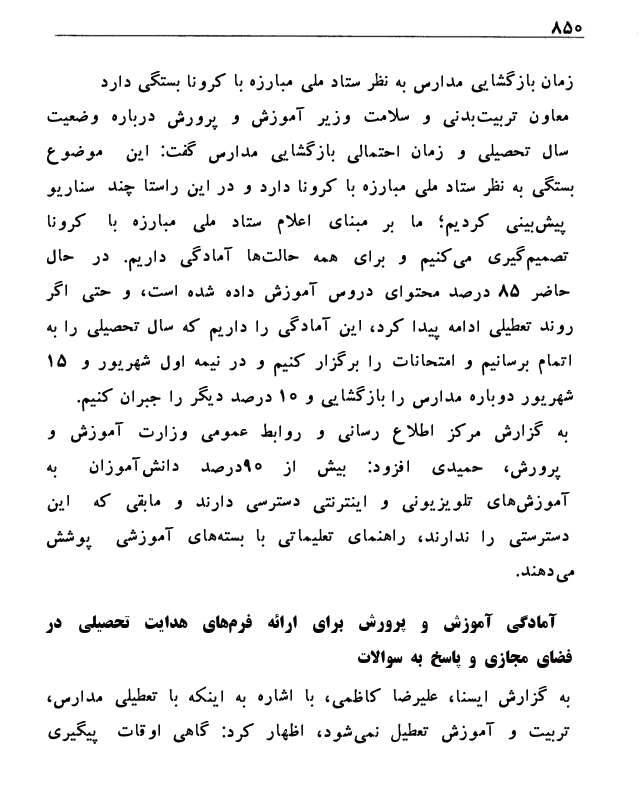 ۸۵۰
زمان بازگشایی مدارس به نظر ستاد ملی مبارزه با کرونا بستگی دارد
معاون تربیت‌بدنی و سلامت وزیر آموزش و پرورش درباره وضعیت
سال تحصیلی و زمان احتمالی بازگشایی مدارس گفت: این موضوع
بستگی به نظر ستاد ملی مبارزه با کرونا دارد و در این راستا چند سناریو
پیش‌بینی کردیم؛ ما بر مبنای اعلام ستاد ملی مبارزه با کرونا
تصمیم‌گیری می‌کنیم و برای همه حالت‌ها آمادگی داریم. در حال
حاضر ۸۵ درصد محتوای دروس آموزش داده شده است، و حتی اگر
روند تعطیلی ادامه پیدا کرد، این آمادگی را داریم که سال تحصیلی را به
اتمام برسانیم و امتحانات را برگزار کنیم و در نیمه اول شهریور و ۱۵
شهریور دوباره مدارس را بازگشایی و ۱۰ درصد دیگر را جبران کنیم.
به گزارش مرکز اطلاع رسانی و روابط عمومی وزارت آموزش و
پرورش، حمیدی افزود: بیش از ۹۰درصد دانش‌آموزان به
آموزش‌های تلویزیونی و اینترنتی دسترسی دارند و مابقی که این
دسترستی را ندارند، راهنمای تعلیماتی با بسته‌های آموزشی پوشش
می‌دهند.
آمادگی آموزش و پرورش برای ارائه فرم‌های هدایت تحصیلی در
فضای مجازی و پاسخ به سوالات
به گزارش ایسنا، علیرضا کاظمی، با اشاره به اینکه با تعطیلی مدارس،
تربیت و آموزش تعطیل نمی‌شود، اظهار کرد: گاهی اوقات پیگیری